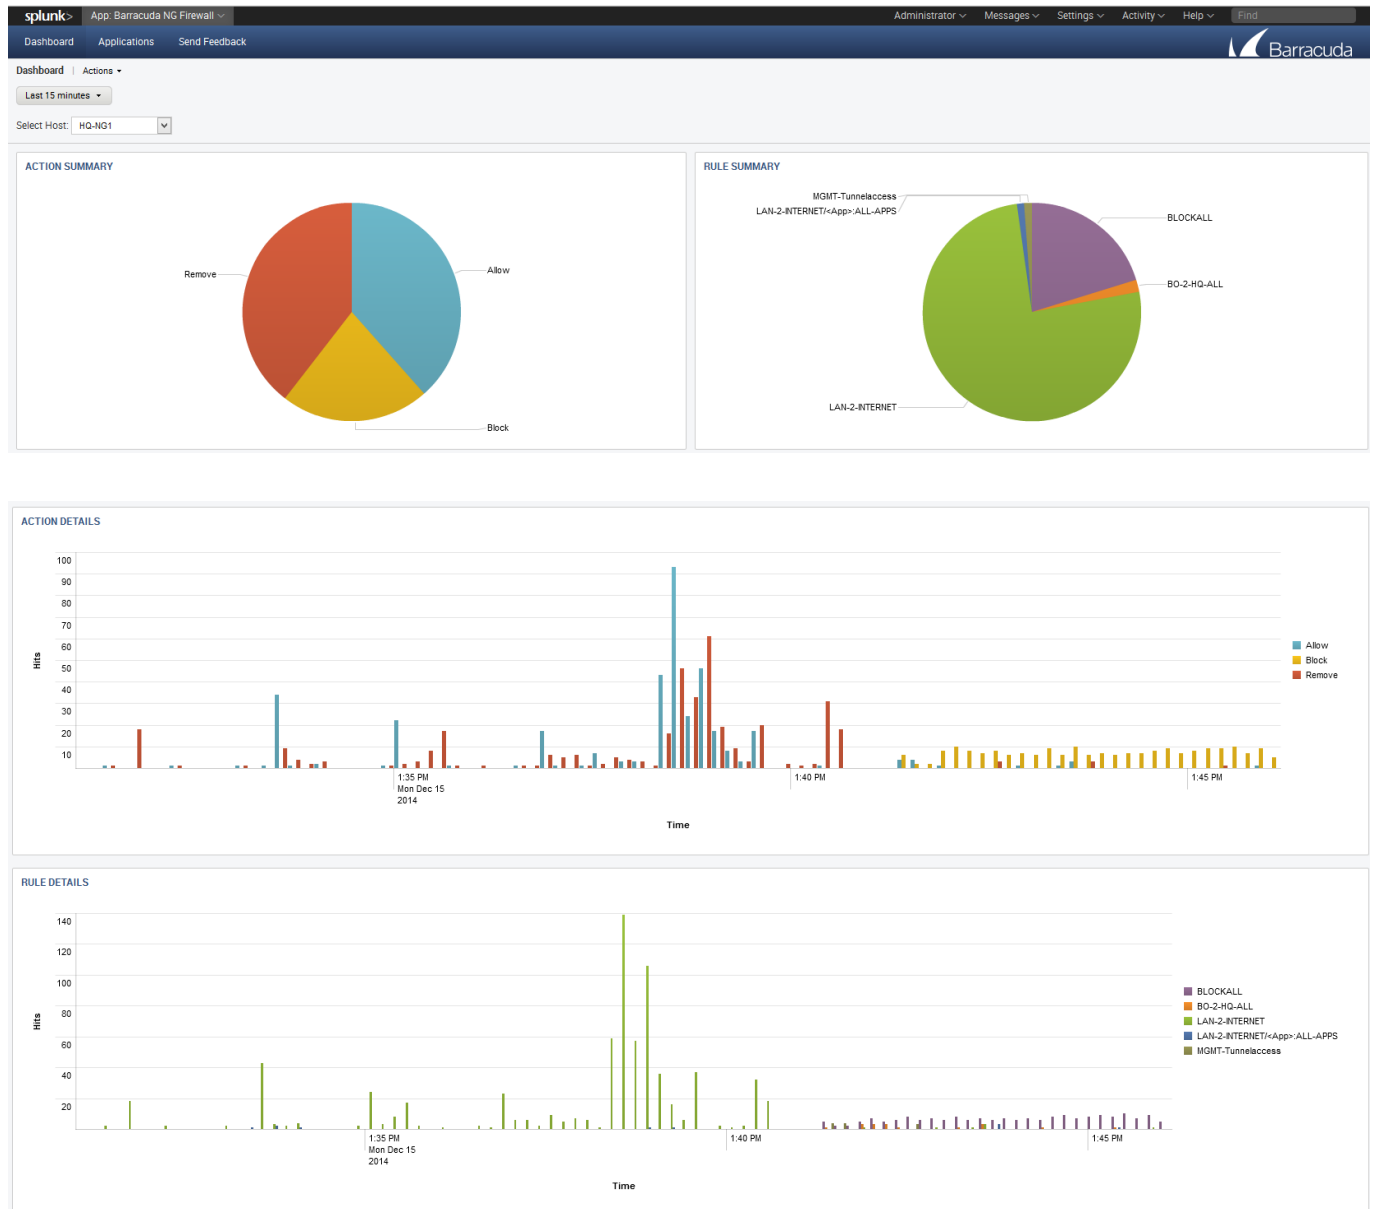 splunk> App: Barracuda NG Firewall Administrator Messages Settings Activity Help Find
Dashboard Applications Send Feedback Barracuda
Dashboard | Actions
Last 15 minutes
Select Host: HQ-NG1
ACTION SUMMARY
Remove
Allow
Block
RULE SUMMARY
MGMT-Tunnelaccess
LAN-2-INTERNET/<App>:ALL-APPS
BLOCKALL
BO-2-HQ-ALL
LAN-2-INTERNET
ACTION DETAILS
100
90
80
70
60
50
40
30
20
10
Hits
1:35 PM
Mon Dec 15
2014
1:40 PM
1:45 PM
Time
Allow
Block
Remove
RULE DETAILS
140
120
100
80
60
40
20
Hits
1:35 PM
Mon Dec 15
2014
1:40 PM
1:45 PM
Time
BLOCKALL
BO-2-HQ-ALL
LAN-2-INTERNET
LAN-2-INTERNET/<App>:ALL-APPS
MGMT-Tunnelaccess